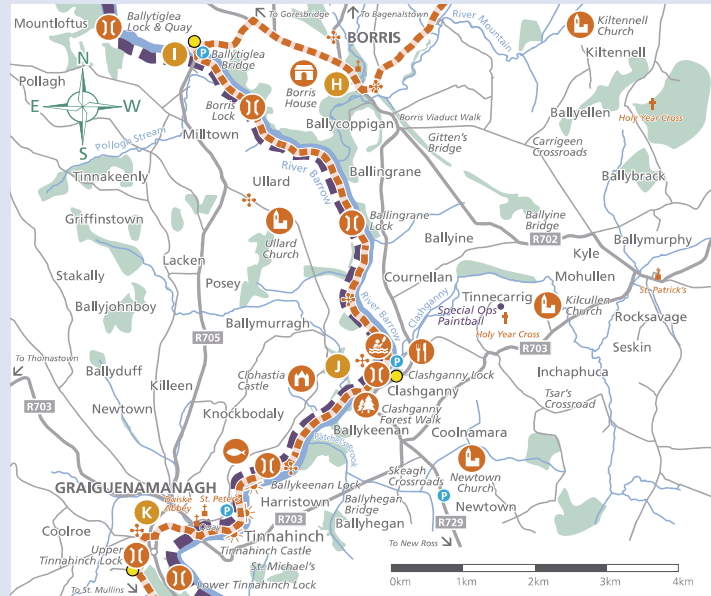 To Goresbridge
To Bagenalstown
Ballytiglea
Lock & Quay
Mountloftus
I
P
Ballytiglea
Bridge
BORRIS
River Mountain
Kiltennell
Church
Kiltennell
N
E
W
S
Pollagh
Borris
House
H
Borris
Lock
Ballyellen
Holy Year Cross
Milltown
Ballycoppigan
Borris Viaduct Walk
Gitten's
Bridge
Carrigeen
Crossroads
Pollogh Stream
Tinnakeenly
River Barrow
Ballingrane
Ballybrack
Ullard
Griffinstown
Ballingrane
Lock
Ballyine
Bridge
R702
Ullard
Church
Ballyine
Ballymurphy
Kyle
Lacken
Stakally
Posey
Cournellan
Mohullen
St. Patrick's
Ballyjohnboy
River Barrow
Clashganny
Tinnecarrig
Special Ops
Paintball
Kilcullen
Church
Rocksavage
Holy Year Cross
Ballymurragh
R705
R703
Seskin
To Thomastown
Ballyduff
Clohastia
Castle
J
P
Clashganny Lock
Inchaphuca
Killeen
Clashganny
Tsar's
Crossroad
R703
Newtown
Knockbodaly
Clashganny
Forest Walk
Ballykeenan
Coolnamara
Patchels Brook
Skeagh
Crossroads
Newtown
Church
GRAIGUENAMANAGH
Ballykeenan Lock
P
Newtown
Duiske
Abbey
St. Peter's
P
Harristown
Ballyhegan
Bridge
K
R703
R729
Coolroe
Quay
Tinnahinch
Ballyhegan
Upper
Tinnahinch Lock
Tinnahinch Castle
To New Ross
St-Michael's
To St. Mullins
Lower Tinnahinch Lock
0km
1km
2km
3km
4km